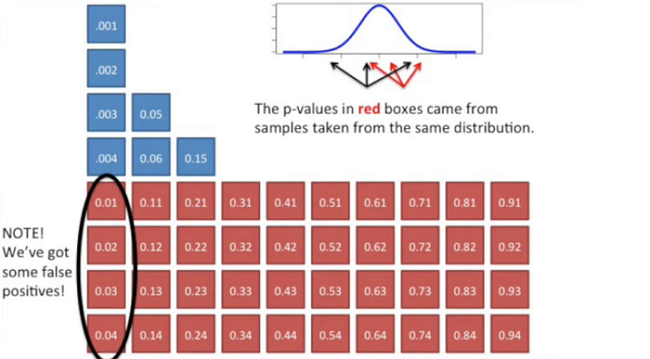 .001
.002
The p-values in red boxes came from
samples taken from the same distribution.
.003 0.05
.004 0.06 0.15
NOTE!
We've got
some false
positives!
0.01 0.11 0.21 0.31 0.41 0.51 0.61 0.71 0.81 0.91
0.02 0.12 0.22 0.32 0.42 0.52 0.62 0.72 0.82 0.92
0.03 0.13 0.23 0.33 0.43 0.53 0.63 0.73 0.83 0.93
0.04 0.14 0.24 0.34 0.44 0.54 0.64 0.74 0.84 0.94